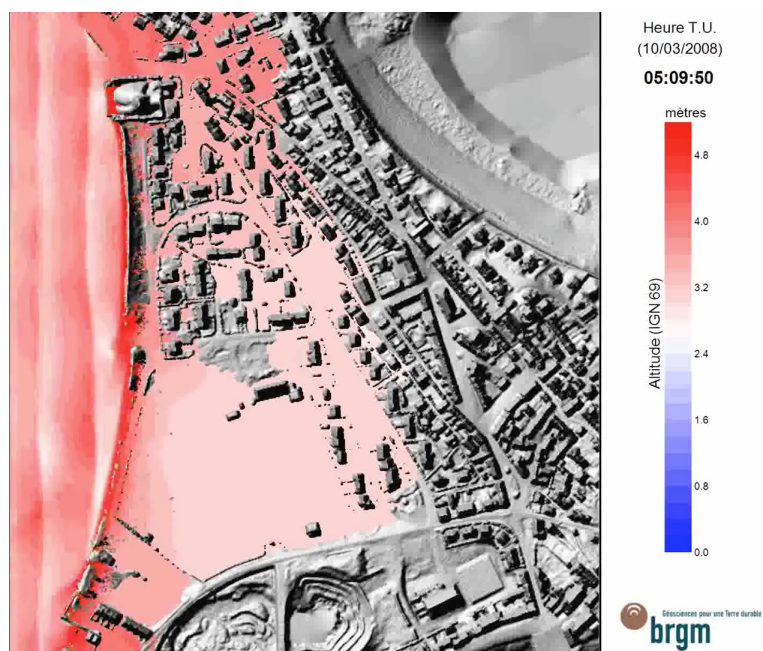 Heure T.U.
(10/03/2008)
05:09:50
mètres
4.8
4.0
3.2
2.4
1.6
0.8
0.0
Altitude (IGN 69)
Géosciences pour une Terre durable
brgm